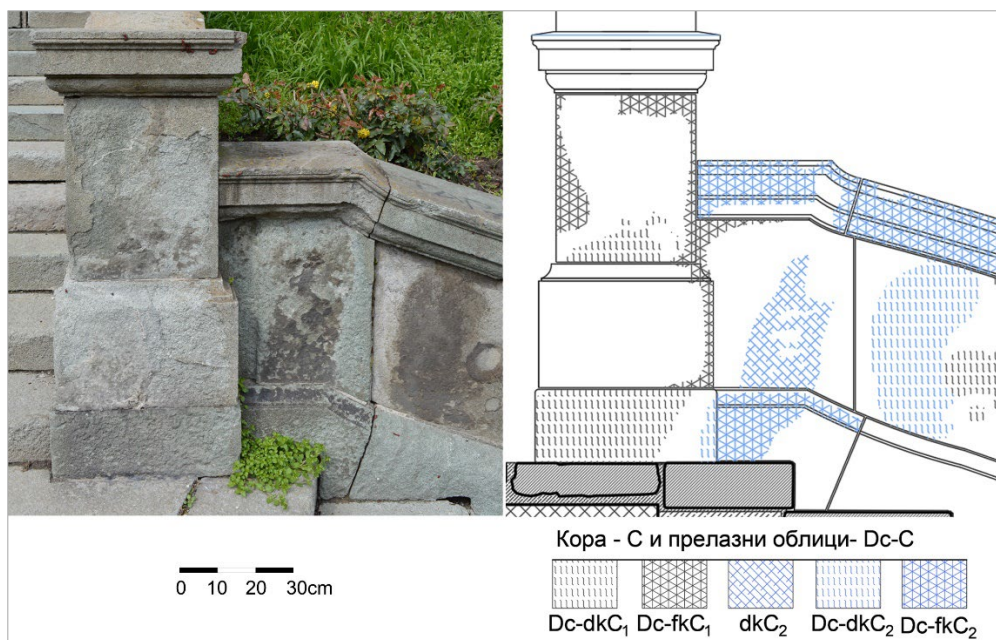 Кора - С и прелазни облици- Dc-C
Dc-dkC₁ Dc-fkC₁ dkC₂ Dc-dkC₂ Dc-fkC₂
0 10 20 30cm